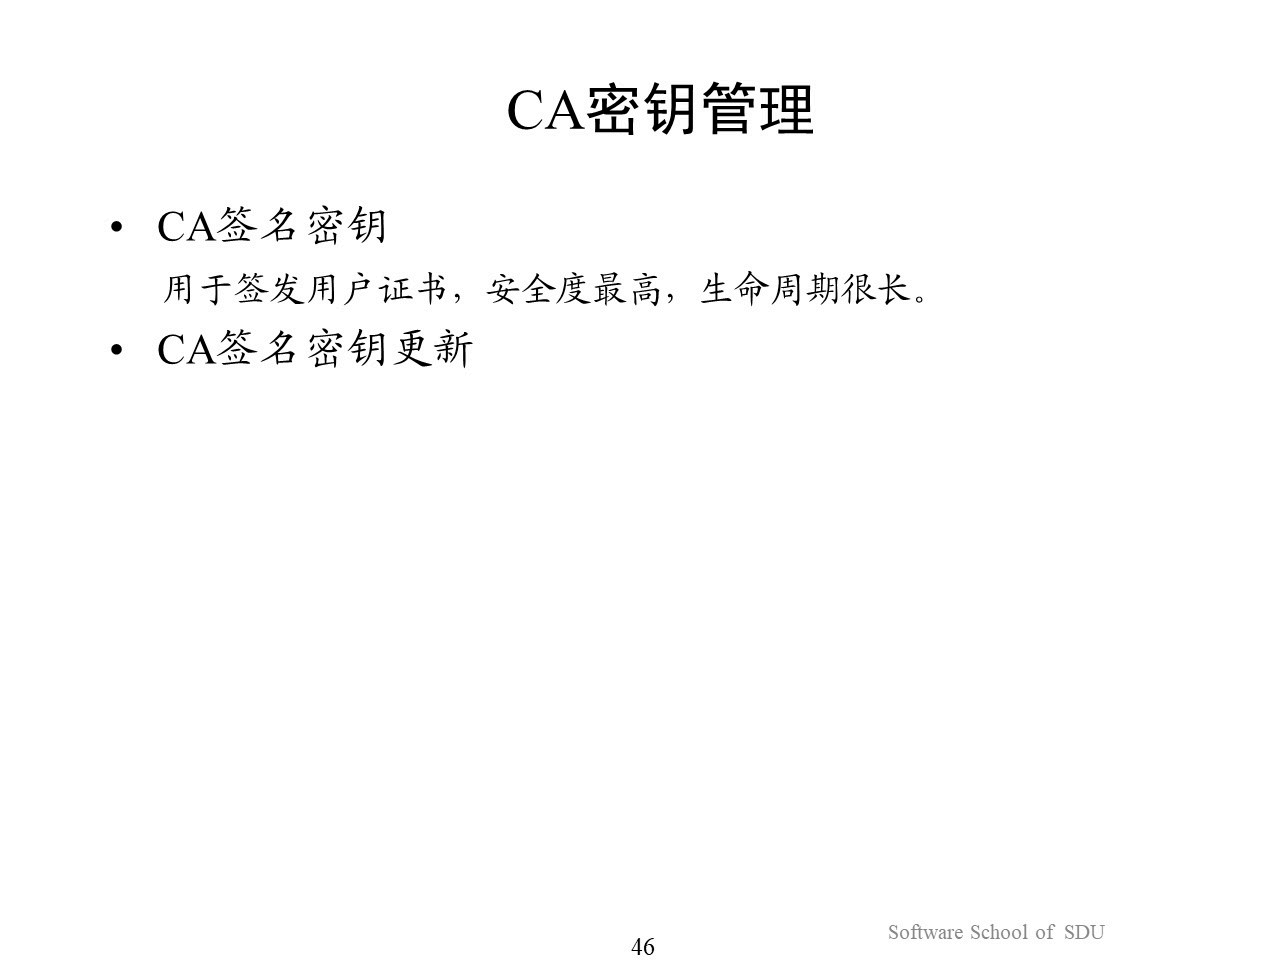 CA密钥管理
• CA签名密钥
用于签发用户证书，安全度最高，生命周期很长。
• CA签名密钥更新
Software School of SDU
46